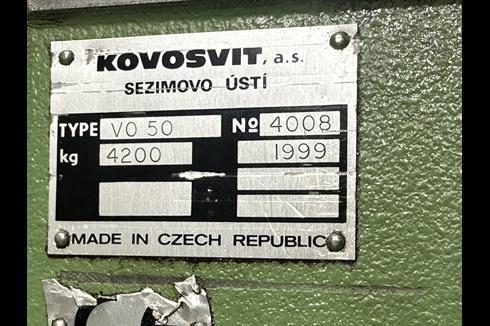 KOVOSVIT, a.s.
SEZIMOVO ÚSTÍ
TYPE VO 50 No 4008
kg 4200 1999
MADE IN CZECH REPUBLIC